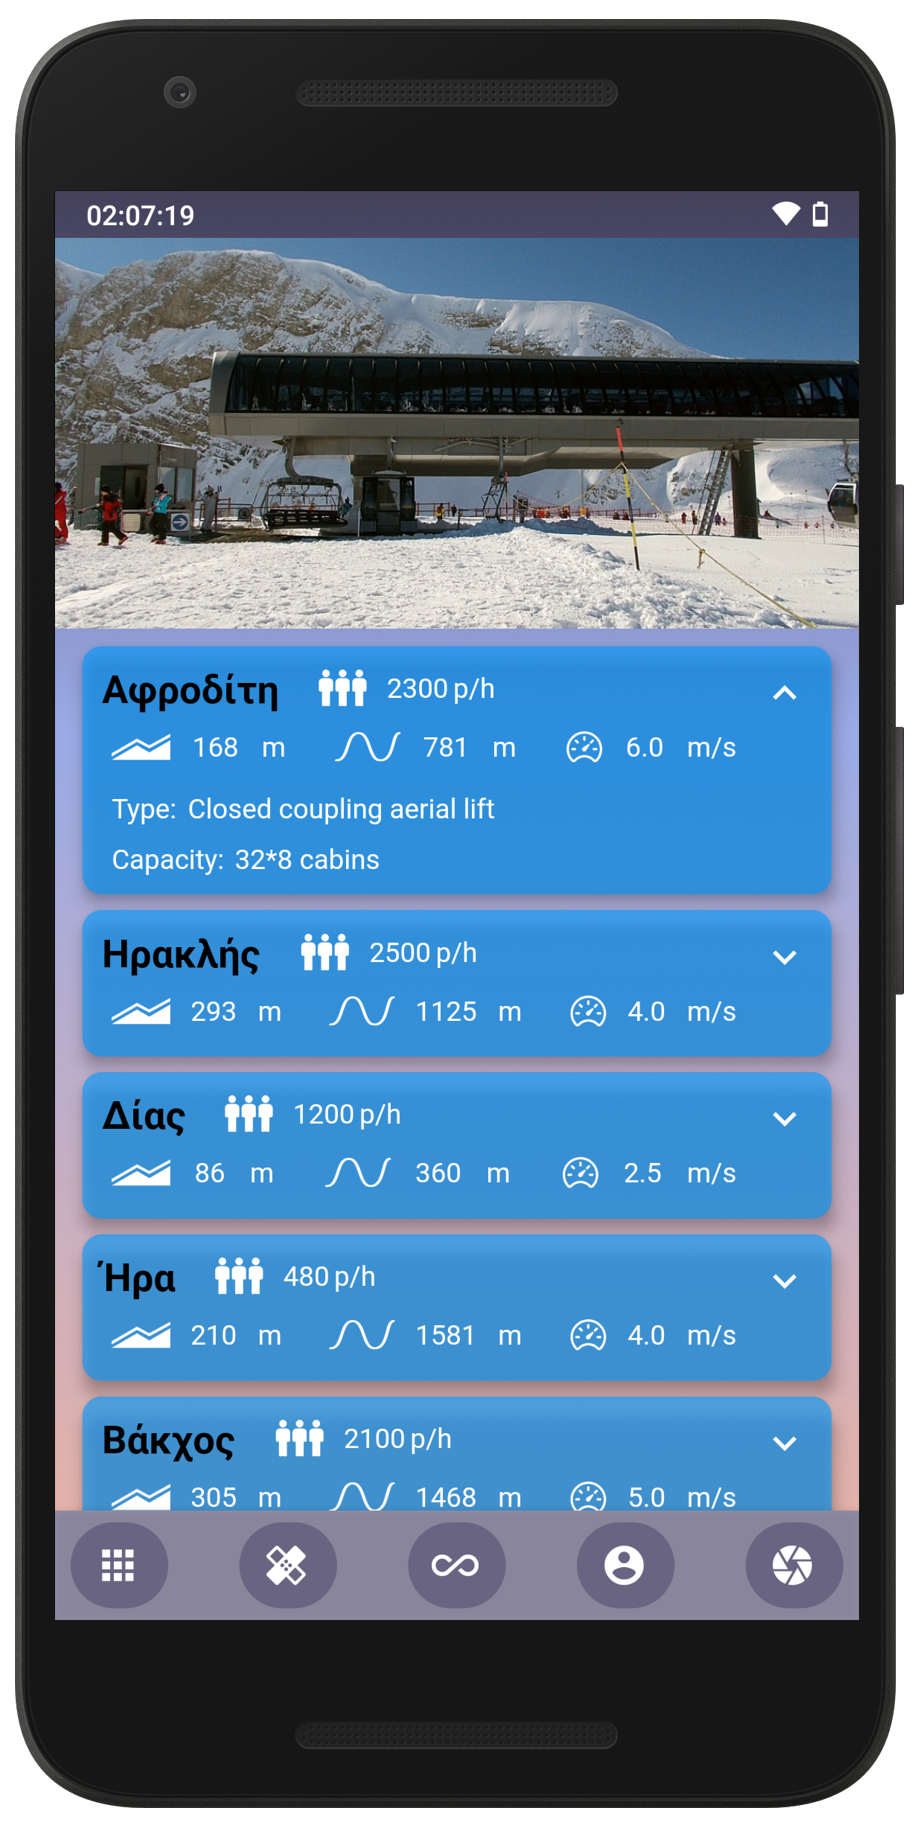 02:07:19
Αφροδίτη 2300 p/h
168 m 781 m 6.0 m/s
Type: Closed coupling aerial lift
Capacity: 32*8 cabins
Ηρακλής 2500 p/h
293 m 1125 m 4.0 m/s
Δίας 1200 p/h
86 m 360 m 2.5 m/s
Ήρα 480 p/h
210 m 1581 m 4.0 m/s
Βάκχος 2100 p/h
305 m 1468 m 5.0 m/s